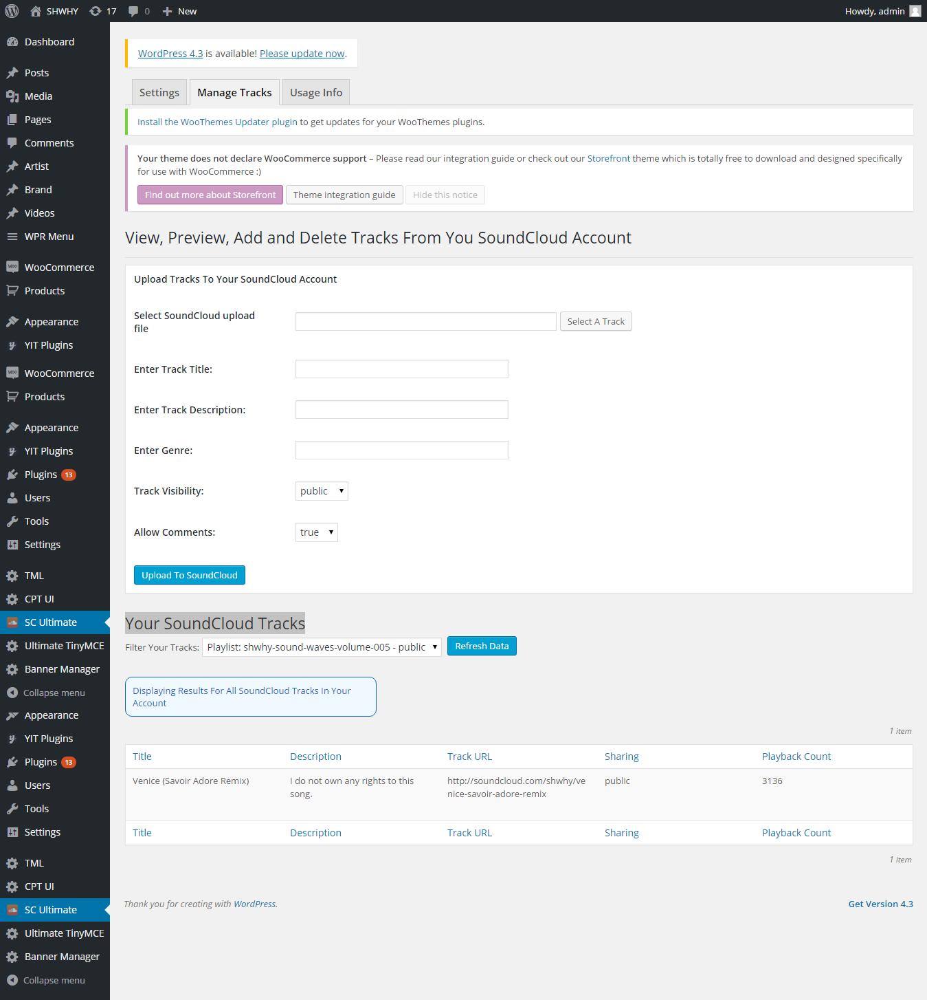 SHWHY 17 0 New Howdy, admin
Dashboard
Posts
Media
Pages
Comments
Artist
Brand
Videos
WPR Menu
WooCommerce
Products
Appearance
YIT Plugins
WooCommerce
Products
Appearance
YIT Plugins
Plugins 13
Users
Tools
Settings
TML
CPT UI
SC Ultimate
Ultimate TinyMCE
Banner Manager
Collapse menu
Appearance
YIT Plugins
Plugins 13
Users
Tools
Settings
TML
CPT UI
SC Ultimate
Ultimate TinyMCE
Banner Manager
Collapse menu
WordPress 4.3 is available! Please update now.
Settings Manage Tracks Usage Info
Install the WooThemes Updater plugin to get updates for your WooThemes plugins.
Your theme does not declare WooCommerce support – Please read our integration guide or check out our Storefront theme which is totally free to download and designed specifically
for use with WooCommerce :)
Find out more about Storefront Theme integration guide Hide this notice
View, Preview, Add and Delete Tracks From You SoundCloud Account
Upload Tracks To Your SoundCloud Account
Select SoundCloud upload
file
Select A Track
Enter Track Title:
Enter Track Description:
Enter Genre:
Track Visibility: public
Allow Comments: true
Upload To SoundCloud
Your SoundCloud Tracks
Filter Your Tracks: Playlist: shwhy-sound-waves-volume-005 - public Refresh Data
Displaying Results For All SoundCloud Tracks In Your
Account
1 item
Title Description Track URL Sharing Playback Count
Venice (Savoir Adore Remix) I do not own any rights to this http://soundcloud.com/shwhy/ve public 3136
song. nice-savoir-adore-remix
Title Description Track URL Sharing Playback Count
1 item
Thank you for creating with WordPress. Get Version 4.3